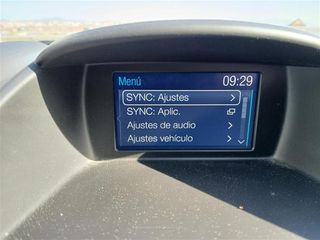 Menú 09:29
SYNC: Ajustes
SYNC: Aplic.
Ajustes de audio
Ajustes vehículo